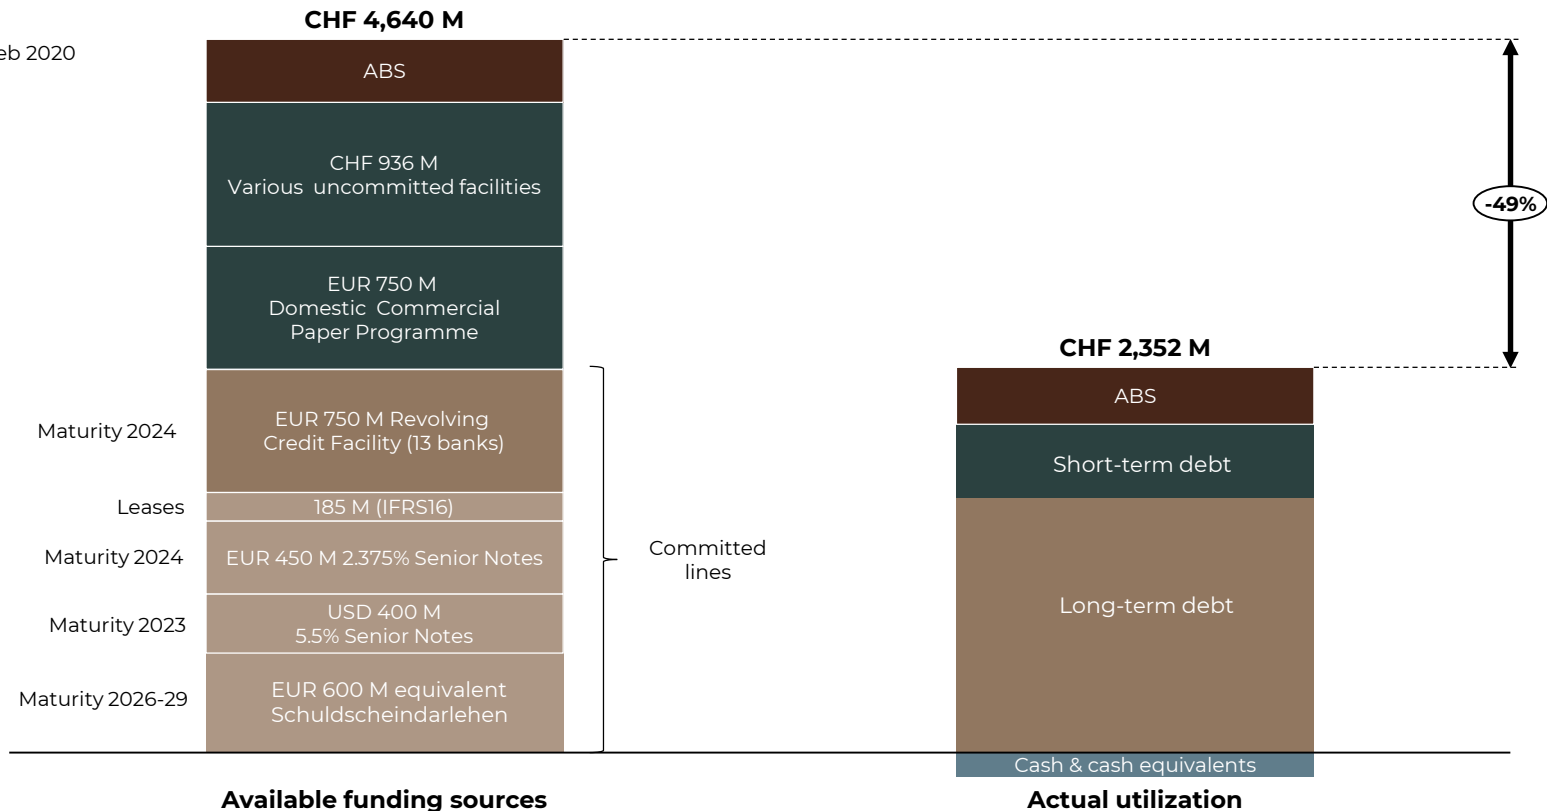 CHF 4,640 M
2020
ABS
CHF 936 M
Various uncommitted facilities
EUR 750 M
Domestic Commercial
Paper Programme
Maturity 2024
EUR 750 M Revolving
Credit Facility (13 banks)
Leases
185 M (IFRS16)
Maturity 2024
EUR 450 M 2.375% Senior Notes
Maturity 2023
USD 400 M
5.5% Senior Notes
Maturity 2026-29
EUR 600 M equivalent
Schuldscheindarlehen
Committed
lines
Available funding sources
-49%
CHF 2,352 M
ABS
Short-term debt
Long-term debt
Cash & cash equivalents
Actual utilization